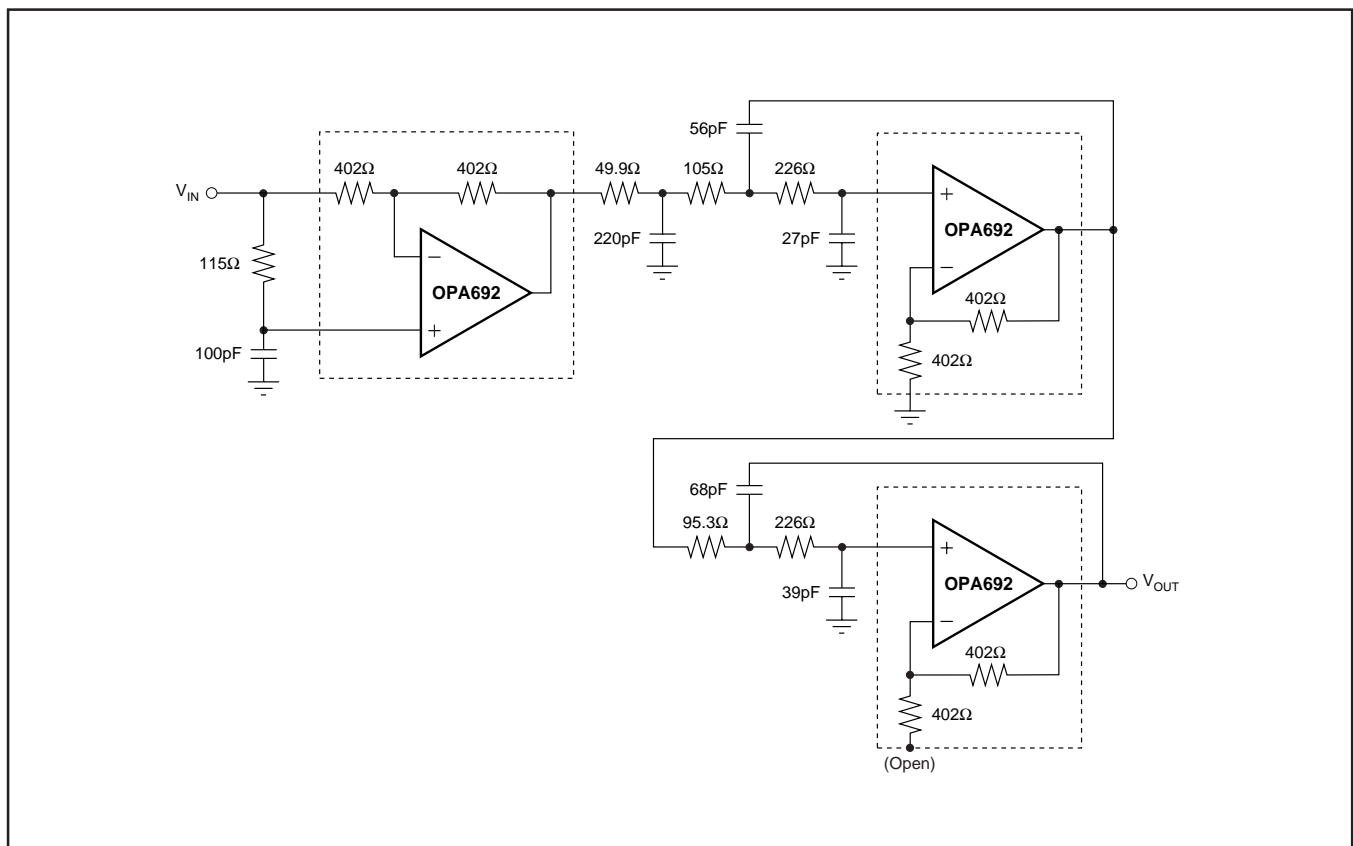 V_IN
402Ω
402Ω
115Ω
100pF
−
+
OPA692
49.9Ω
220pF
105Ω
56pF
226Ω
27pF
+
−
OPA692
402Ω
402Ω
68pF
95.3Ω
226Ω
39pF
+
−
OPA692
402Ω
402Ω
(Open)
V_OUT